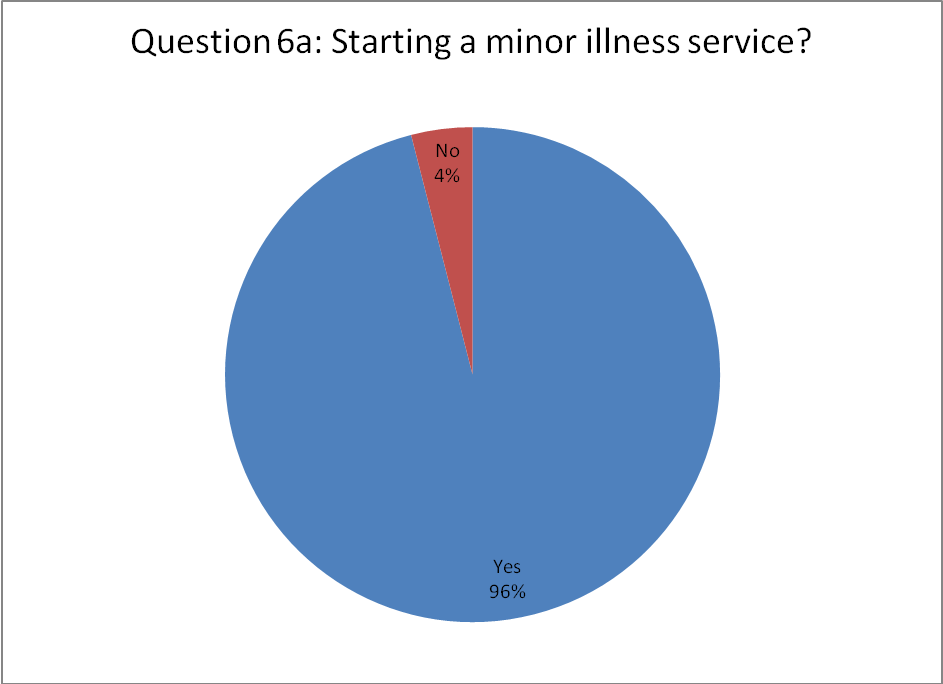 Question 6a: Starting a minor illness service?
No
4%
Yes
96%